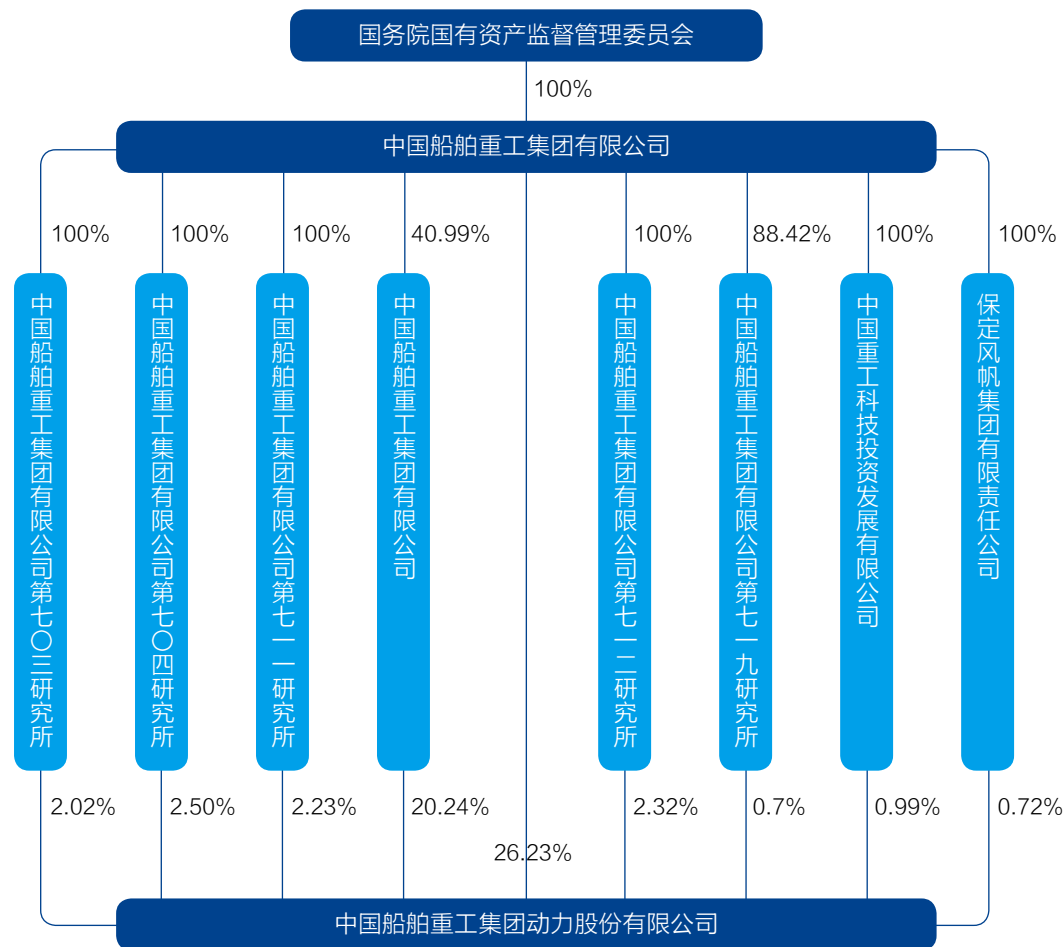 国务院国有资产监督管理委员会
100%
中国船舶重工集团有限公司
100%
100%
100%
40.99%
100%
88.42%
100%
100%
中国船舶重工集团有限公司第七〇三研究所
中国船舶重工集团有限公司第七〇四研究所
中国船舶重工集团有限公司第七一一研究所
中国船舶重工集团有限公司
中国船舶重工集团有限公司第七一二研究所
中国船舶重工集团有限公司第七一九研究所
中国重工科技投资发展有限公司
保定风帆集团有限责任公司
2.02%
2.50%
2.23%
20.24%
2.32%
0.7%
0.99%
0.72%
26.23%
中国船舶重工集团动力股份有限公司